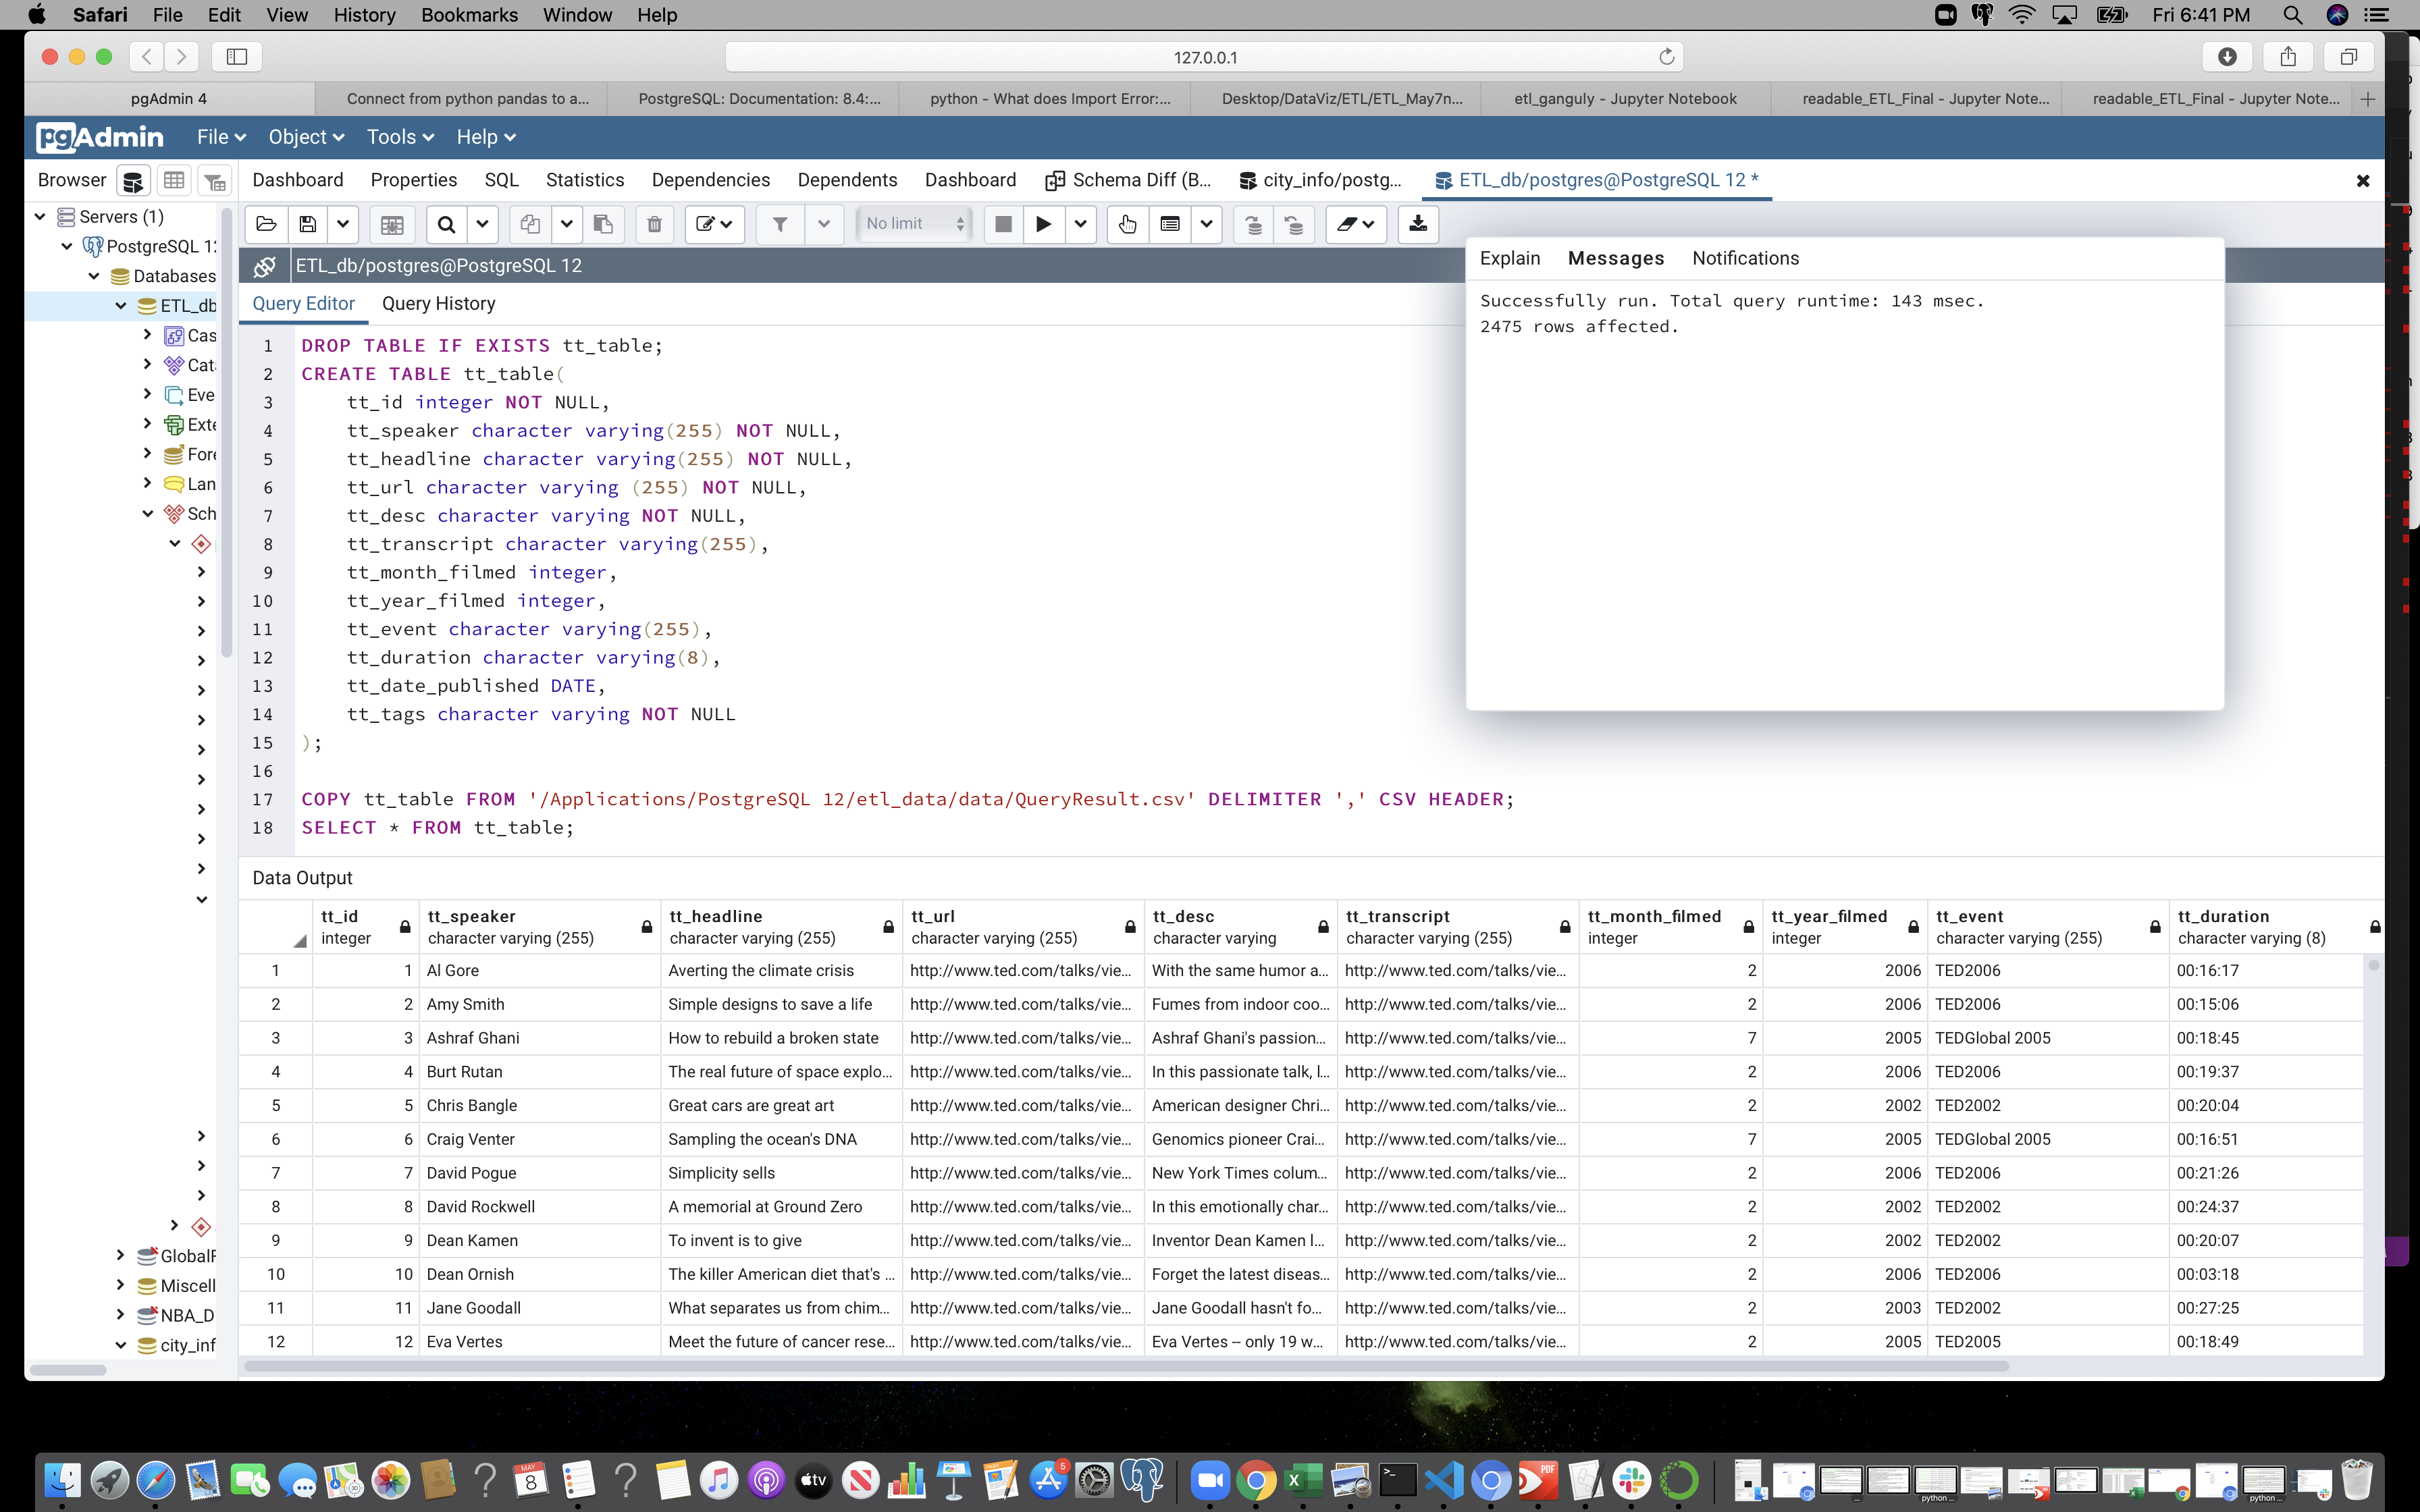 Safari File Edit View History Bookmarks Window Help Fri 6:41 PM
127.0.0.1
pgAdmin 4 Connect from python pandas to a... PostgreSQL: Documentation: 8.4:... python - What does Import Error:... Desktop/DataViz/ETL/ETL_May7n... etl_ganguly - Jupyter Notebook readable_ETL_Final - Jupyter Note... readable_ETL_Final - Jupyter Note...
pgAdmin File Object Tools Help
Browser Dashboard Properties SQL Statistics Dependencies Dependents Dashboard Schema Diff (B... city_info/postg... ETL_db/postgres@PostgreSQL 12 *
Servers (1)
PostgreSQL 12
Databases
ETL_db
Cas
Cat
Eve
Exte
Fore
Lan
Sch
GlobalF
Miscell
NBA_D
city_inf
No limit
ETL_db/postgres@PostgreSQL 12
Query Editor Query History
Explain Messages Notifications
Successfully run. Total query runtime: 143 msec.
2475 rows affected.
1 DROP TABLE IF EXISTS tt_table;
2 CREATE TABLE tt_table(
3 tt_id integer NOT NULL,
4 tt_speaker character varying(255) NOT NULL,
5 tt_headline character varying(255) NOT NULL,
6 tt_url character varying (255) NOT NULL,
7 tt_desc character varying NOT NULL,
8 tt_transcript character varying(255),
9 tt_month_filmed integer,
10 tt_year_filmed integer,
11 tt_event character varying(255),
12 tt_duration character varying(8),
13 tt_date_published DATE,
14 tt_tags character varying NOT NULL
15 );
16
17 COPY tt_table FROM '/Applications/PostgreSQL 12/etl_data/data/QueryResult.csv' DELIMITER ',' CSV HEADER;
18 SELECT * FROM tt_table;
Data Output
tt_id tt_speaker tt_headline tt_url tt_desc tt_transcript tt_month_filmed tt_year_filmed tt_event tt_duration
integer character varying (255) character varying (255) character varying (255) character varying character varying (255) integer integer character varying (255) character varying (8)
1 1 Al Gore Averting the climate crisis http://www.ted.com/talks/vie... With the same humor a... http://www.ted.com/talks/vie... 2 2006 TED2006 00:16:17
2 2 Amy Smith Simple designs to save a life http://www.ted.com/talks/vie... Fumes from indoor coo... http://www.ted.com/talks/vie... 2 2006 TED2006 00:15:06
3 3 Ashraf Ghani How to rebuild a broken state http://www.ted.com/talks/vie... Ashraf Ghani's passion... http://www.ted.com/talks/vie... 7 2005 TEDGlobal 2005 00:18:45
4 4 Burt Rutan The real future of space explo... http://www.ted.com/talks/vie... In this passionate talk, l... http://www.ted.com/talks/vie... 2 2006 TED2006 00:19:37
5 5 Chris Bangle Great cars are great art http://www.ted.com/talks/vie... American designer Chri... http://www.ted.com/talks/vie... 2 2002 TED2002 00:20:04
6 6 Craig Venter Sampling the ocean's DNA http://www.ted.com/talks/vie... Genomics pioneer Crai... http://www.ted.com/talks/vie... 7 2005 TEDGlobal 2005 00:16:51
7 7 David Pogue Simplicity sells http://www.ted.com/talks/vie... New York Times colum... http://www.ted.com/talks/vie... 2 2006 TED2006 00:21:26
8 8 David Rockwell A memorial at Ground Zero http://www.ted.com/talks/vie... In this emotionally char... http://www.ted.com/talks/vie... 2 2002 TED2002 00:24:37
9 9 Dean Kamen To invent is to give http://www.ted.com/talks/vie... Inventor Dean Kamen l... http://www.ted.com/talks/vie... 2 2002 TED2002 00:20:07
10 10 Dean Ornish The killer American diet that's ... http://www.ted.com/talks/vie... Forget the latest diseas... http://www.ted.com/talks/vie... 2 2006 TED2006 00:03:18
11 11 Jane Goodall What separates us from chim... http://www.ted.com/talks/vie... Jane Goodall hasn't fo... http://www.ted.com/talks/vie... 2 2003 TED2002 00:27:25
12 12 Eva Vertes Meet the future of cancer rese... http://www.ted.com/talks/vie... Eva Vertes -- only 19 w... http://www.ted.com/talks/vie... 2 2005 TED2005 00:18:49
MAY
8
tv
5
PDF
python ...
python ...